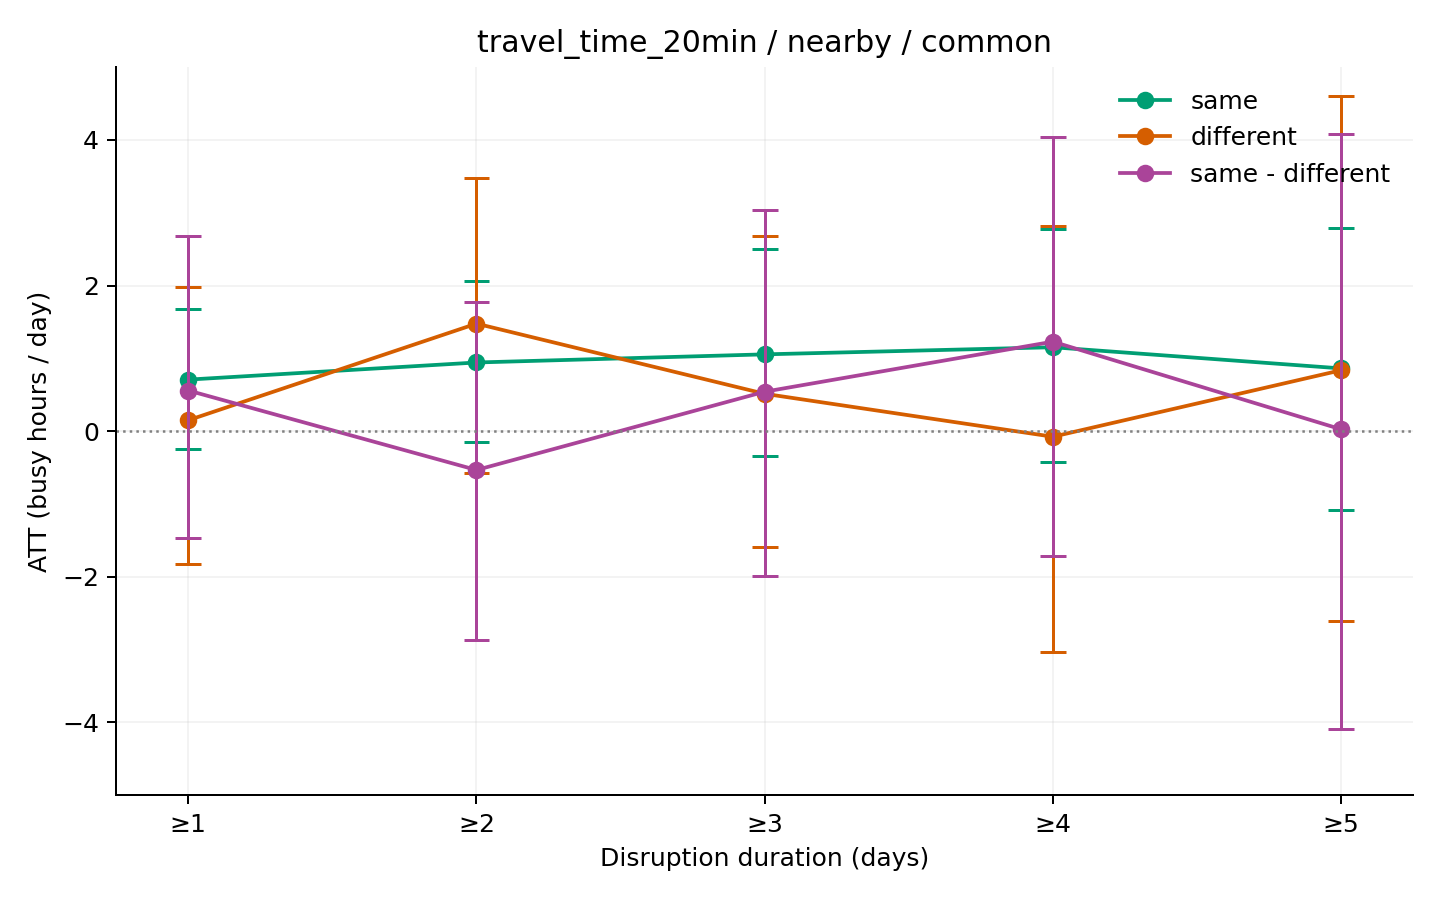 travel_time_20min / nearby / common
same
different
same - different
4
2
0
−2
−4
ATT (busy hours / day)
≥1
≥2
≥3
≥4
≥5
Disruption duration (days)